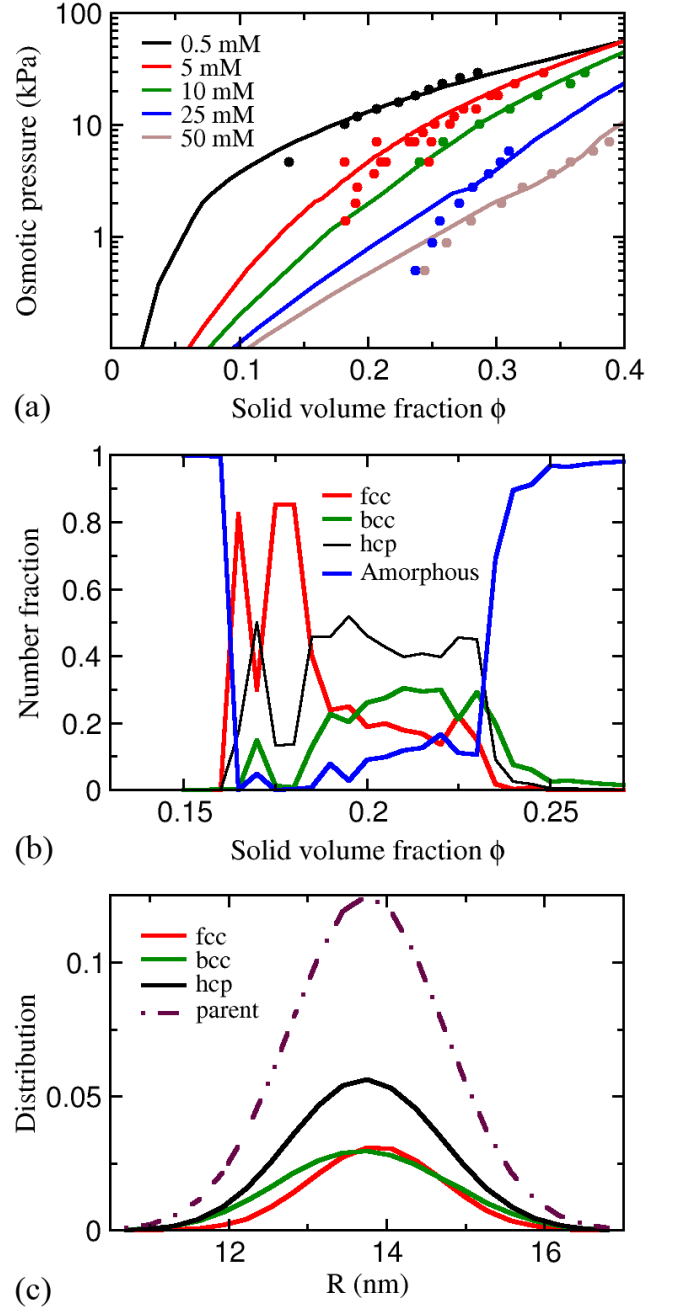 100
10
1
Osmotic pressure (kPa)
0.5 mM
5 mM
10 mM
25 mM
50 mM
0 0.1 0.2 0.3 0.4
Solid volume fraction ϕ
(a)
1
0.8
0.6
0.4
0.2
0
Number fraction
fcc
bcc
hcp
Amorphous
0.15 0.2 0.25
Solid volume fraction ϕ
(b)
0.1
0.05
0
Distribution
fcc
bcc
hcp
parent
12 14 16
R (nm)
(c)